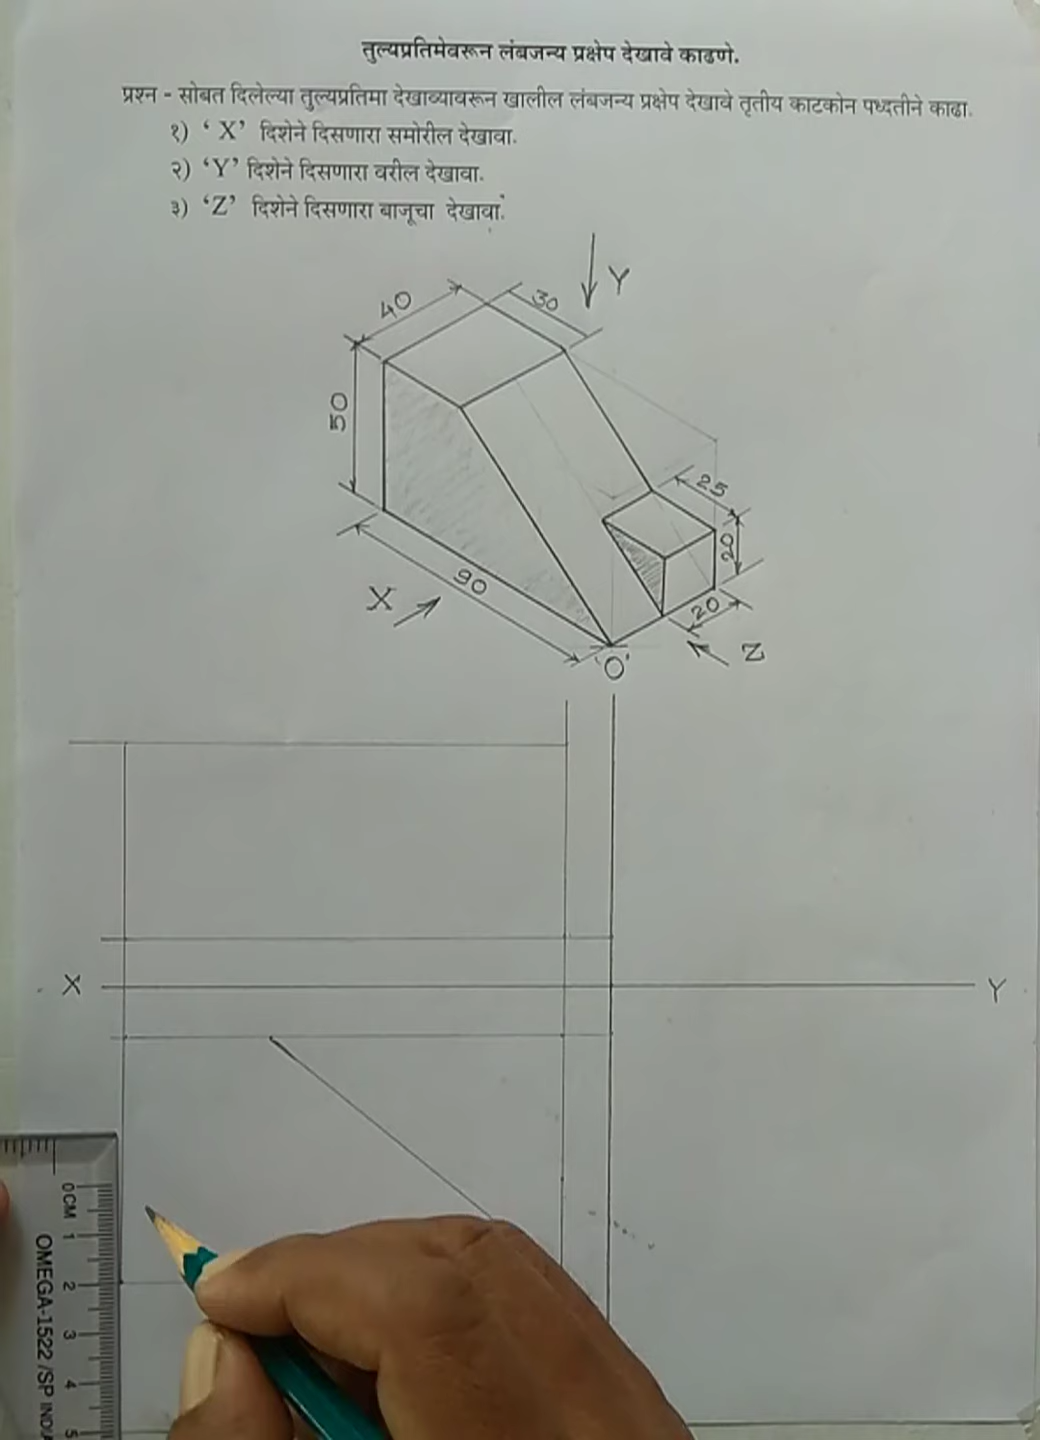 तुल्यप्रतिमेवरून लंबजन्य प्रक्षेप देखावे काढणे.
प्रश्न - सोबत दिलेल्या तुल्यप्रतिमा देखाव्यावरून खालील लंबजन्य प्रक्षेप देखावे तृतीय काटकोन पध्दतीने काढा.
१) ‘ X’ दिशेने दिसणारा समोरील देखावा.
२) ‘Y’ दिशेने दिसणारा वरील देखावा.
३) ‘Z’ दिशेने दिसणारा बाजूचा देखावा.
Y
40
30
50
25
20
90
X
20
Z
'O'
X
Y
0CM 1 2 3 4 5
OMEGA-1522 /SP